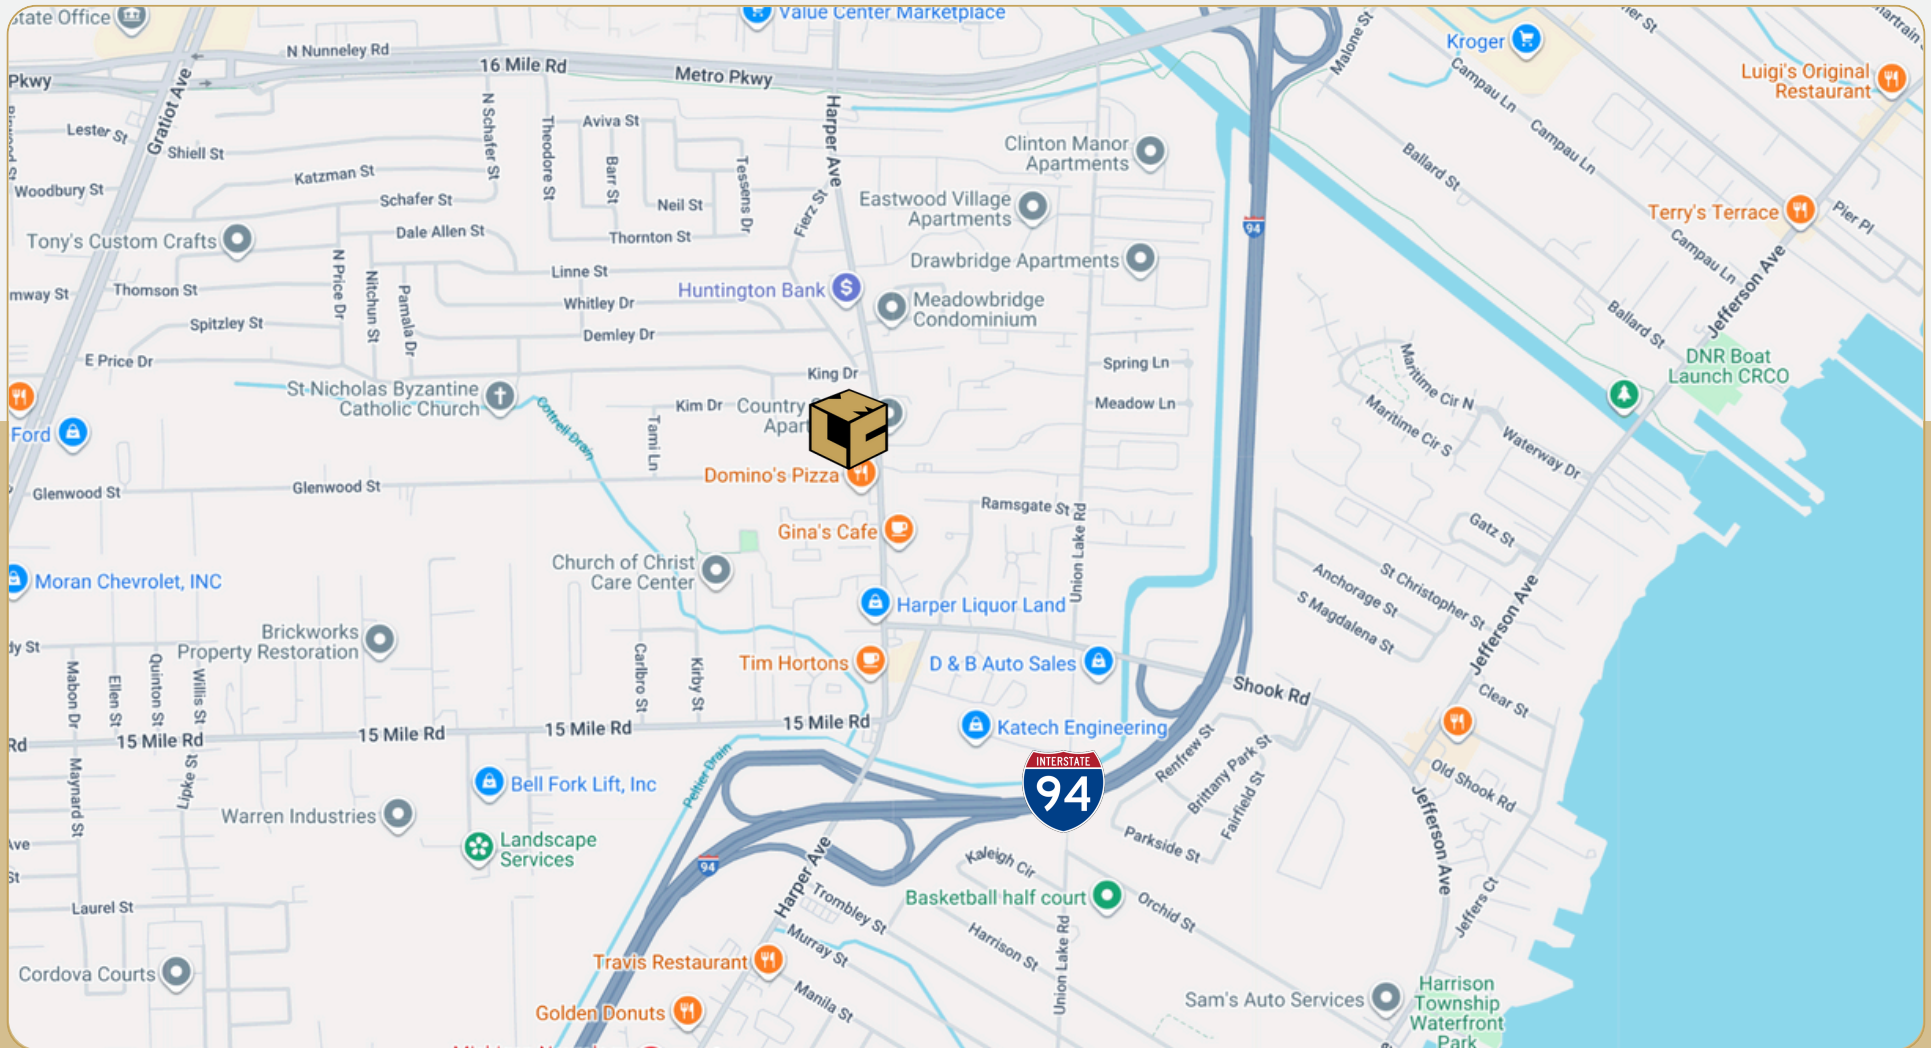 State Office
Value Center Marketplace
N Nunneley Rd
16 Mile Rd
Metro Pkwy
Pkwy
Gratiot Ave
Malone St
Kroger
Campau Ln
Luigi's Original
Restaurant
Lester St
Shiell St
N Schafer St
Theodore St
Aviva St
Barr St
Tessens Dr
Harper Ave
Clinton Manor
Apartments
Campau Ln
Ballard St
Woodbury St
Katzman St
Schafer St
Neil St
Fierz St
Eastwood Village
Apartments
Terry's Terrace
Pier Pl
Tony's Custom Crafts
Dale Allen St
Thornton St
94
Campau Ln
Jefferson Ave
Linne St
Drawbridge Apartments
Thomson St
N Price Dr
Nitchun St
Pamala Dr
Whitley Dr
Huntington Bank
Meadowbridge
Condominium
Spitzley St
Demley Dr
Ballard St
E Price Dr
King Dr
Spring Ln
Maritime Cir N
DNR Boat
Launch CRCO
St Nicholas Byzantine
Catholic Church
Cottrell Drain
Tami Ln
Kim Dr
Country
Meadow Ln
Maritime Cir S
Waterway Dr
Ford
Domino's Pizza
Glenwood St
Glenwood St
Ramsgate St
Union Lake Rd
Gatz St
Gina's Cafe
Church of Christ
Care Center
Moran Chevrolet, INC
Anchorage St
St Christopher St
S Magdalena St
Jefferson Ave
Harper Liquor Land
Brickworks
Property Restoration
Mabon Dr
Ellen St
Quinton St
Willis St
Carlbro St
Kirby St
Tim Hortons
D & B Auto Sales
Shook Rd
Clear St
Rd
15 Mile Rd
15 Mile Rd
15 Mile Rd
15 Mile Rd
Katech Engineering
Renfrew St
Brittany Park St
Fairfield St
Old Shook Rd
Maynard St
Lipke St
Bell Fork Lift, Inc
Peltier Drain
INTERSTATE
94
Warren Industries
Landscape
Services
Parkside St
Jefferson Ave
94
Harper Ave
Kaleigh Cir
Basketball half court
Orchid St
Laurel St
Trombley St
Jeffers Ct
Murray St
Harrison St
Union Lake Rd
Cordova Courts
Travis Restaurant
Manila St
Golden Donuts
Sam's Auto Services
Harrison
Township
Waterfront
Park